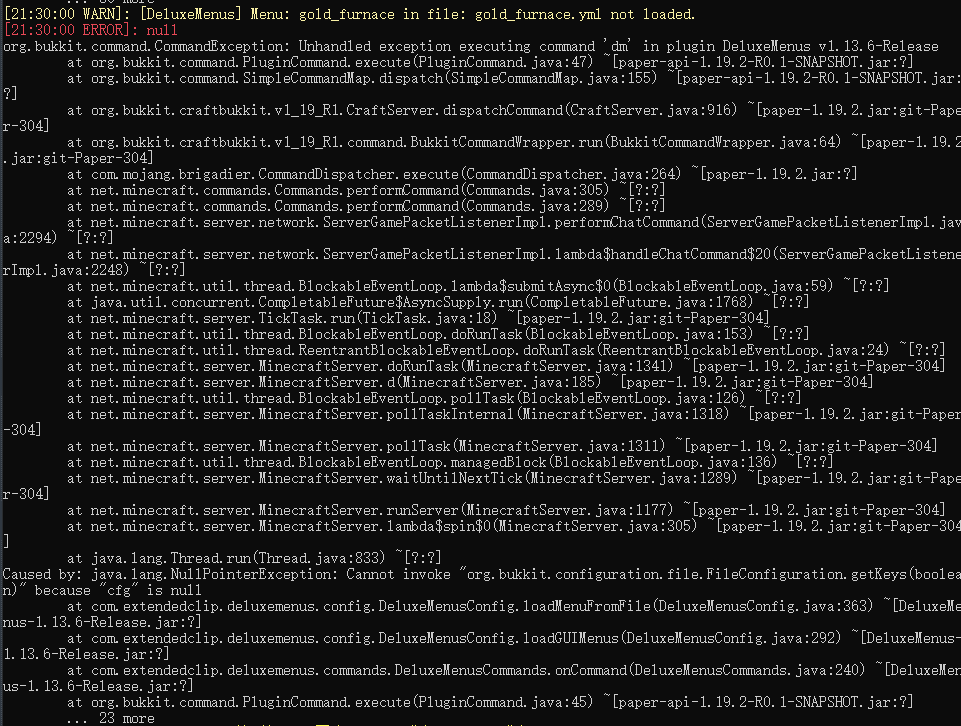 ... 30 more
[21:30:00 WARN]: [DeluxeMenus] Menu: gold_furnace in file: gold_furnace.yml not loaded.
[21:30:00 ERROR]: null
org.bukkit.command.CommandException: Unhandled exception executing command 'dm' in plugin DeluxeMenus v1.13.6-Release
at org.bukkit.command.PluginCommand.execute(PluginCommand.java:47) ~[paper-api-1.19.2-R0.1-SNAPSHOT.jar:?]
at org.bukkit.command.SimpleCommandMap.dispatch(SimpleCommandMap.java:155) ~[paper-api-1.19.2-R0.1-SNAPSHOT.jar:
?]
at org.bukkit.craftbukkit.v1_19_R1.CraftServer.dispatchCommand(CraftServer.java:916) ~[paper-1.19.2.jar:git-Pape
r-304]
at org.bukkit.craftbukkit.v1_19_R1.command.BukkitCommandWrapper.run(BukkitCommandWrapper.java:64) ~[paper-1.19.2
.jar:git-Paper-304]
at com.mojang.brigadier.CommandDispatcher.execute(CommandDispatcher.java:264) ~[paper-1.19.2.jar:?]
at net.minecraft.commands.Commands.performCommand(Commands.java:305) ~[?:?]
at net.minecraft.commands.Commands.performCommand(Commands.java:289) ~[?:?]
at net.minecraft.server.network.ServerGamePacketListenerImpl.performChatCommand(ServerGamePacketListenerImpl.jav
a:2294) ~[?:?]
at net.minecraft.server.network.ServerGamePacketListenerImpl.lambda$handleChatCommand$20(ServerGamePacketListene
rImpl.java:2248) ~[?:?]
at net.minecraft.util.thread.BlockableEventLoop.lambda$submitAsync$0(BlockableEventLoop.java:59) ~[?:?]
at java.util.concurrent.CompletableFuture$AsyncSupply.run(CompletableFuture.java:1768) ~[?:?]
at net.minecraft.server.TickTask.run(TickTask.java:18) ~[paper-1.19.2.jar:git-Paper-304]
at net.minecraft.util.thread.BlockableEventLoop.doRunTask(BlockableEventLoop.java:153) ~[?:?]
at net.minecraft.util.thread.ReentrantBlockableEventLoop.doRunTask(ReentrantBlockableEventLoop.java:24) ~[?:?]
at net.minecraft.server.MinecraftServer.doRunTask(MinecraftServer.java:1341) ~[paper-1.19.2.jar:git-Paper-304]
at net.minecraft.server.MinecraftServer.d(MinecraftServer.java:185) ~[paper-1.19.2.jar:git-Paper-304]
at net.minecraft.util.thread.BlockableEventLoop.pollTask(BlockableEventLoop.java:126) ~[?:?]
at net.minecraft.server.MinecraftServer.pollTaskInternal(MinecraftServer.java:1318) ~[paper-1.19.2.jar:git-Paper
-304]
at net.minecraft.server.MinecraftServer.pollTask(MinecraftServer.java:1311) ~[paper-1.19.2.jar:git-Paper-304]
at net.minecraft.util.thread.BlockableEventLoop.managedBlock(BlockableEventLoop.java:136) ~[?:?]
at net.minecraft.server.MinecraftServer.waitUntilNextTick(MinecraftServer.java:1289) ~[paper-1.19.2.jar:git-Pape
r-304]
at net.minecraft.server.MinecraftServer.runServer(MinecraftServer.java:1177) ~[paper-1.19.2.jar:git-Paper-304]
at net.minecraft.server.MinecraftServer.lambda$spin$0(MinecraftServer.java:305) ~[paper-1.19.2.jar:git-Paper-304
]
at java.lang.Thread.run(Thread.java:833) ~[?:?]
Caused by: java.lang.NullPointerException: Cannot invoke "org.bukkit.configuration.file.FileConfiguration.getKeys(boolea
n)" because "cfg" is null
at com.extendedclip.deluxemenus.config.DeluxeMenusConfig.loadMenuFromFile(DeluxeMenusConfig.java:363) ~[DeluxeMe
nus-1.13.6-Release.jar:?]
at com.extendedclip.deluxemenus.config.DeluxeMenusConfig.loadGUIMenus(DeluxeMenusConfig.java:292) ~[DeluxeMenus-
1.13.6-Release.jar:?]
at com.extendedclip.deluxemenus.commands.DeluxeMenusCommands.onCommand(DeluxeMenusCommands.java:240) ~[DeluxeMen
us-1.13.6-Release.jar:?]
at org.bukkit.command.PluginCommand.execute(PluginCommand.java:45) ~[paper-api-1.19.2-R0.1-SNAPSHOT.jar:?]
... 23 more